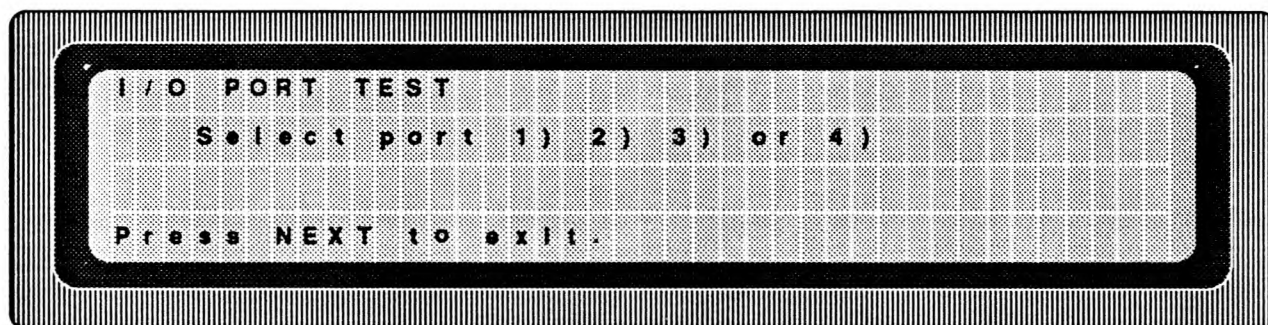 I/O PORT TEST
Select port 1) 2) 3) or 4)
Press NEXT to exit.